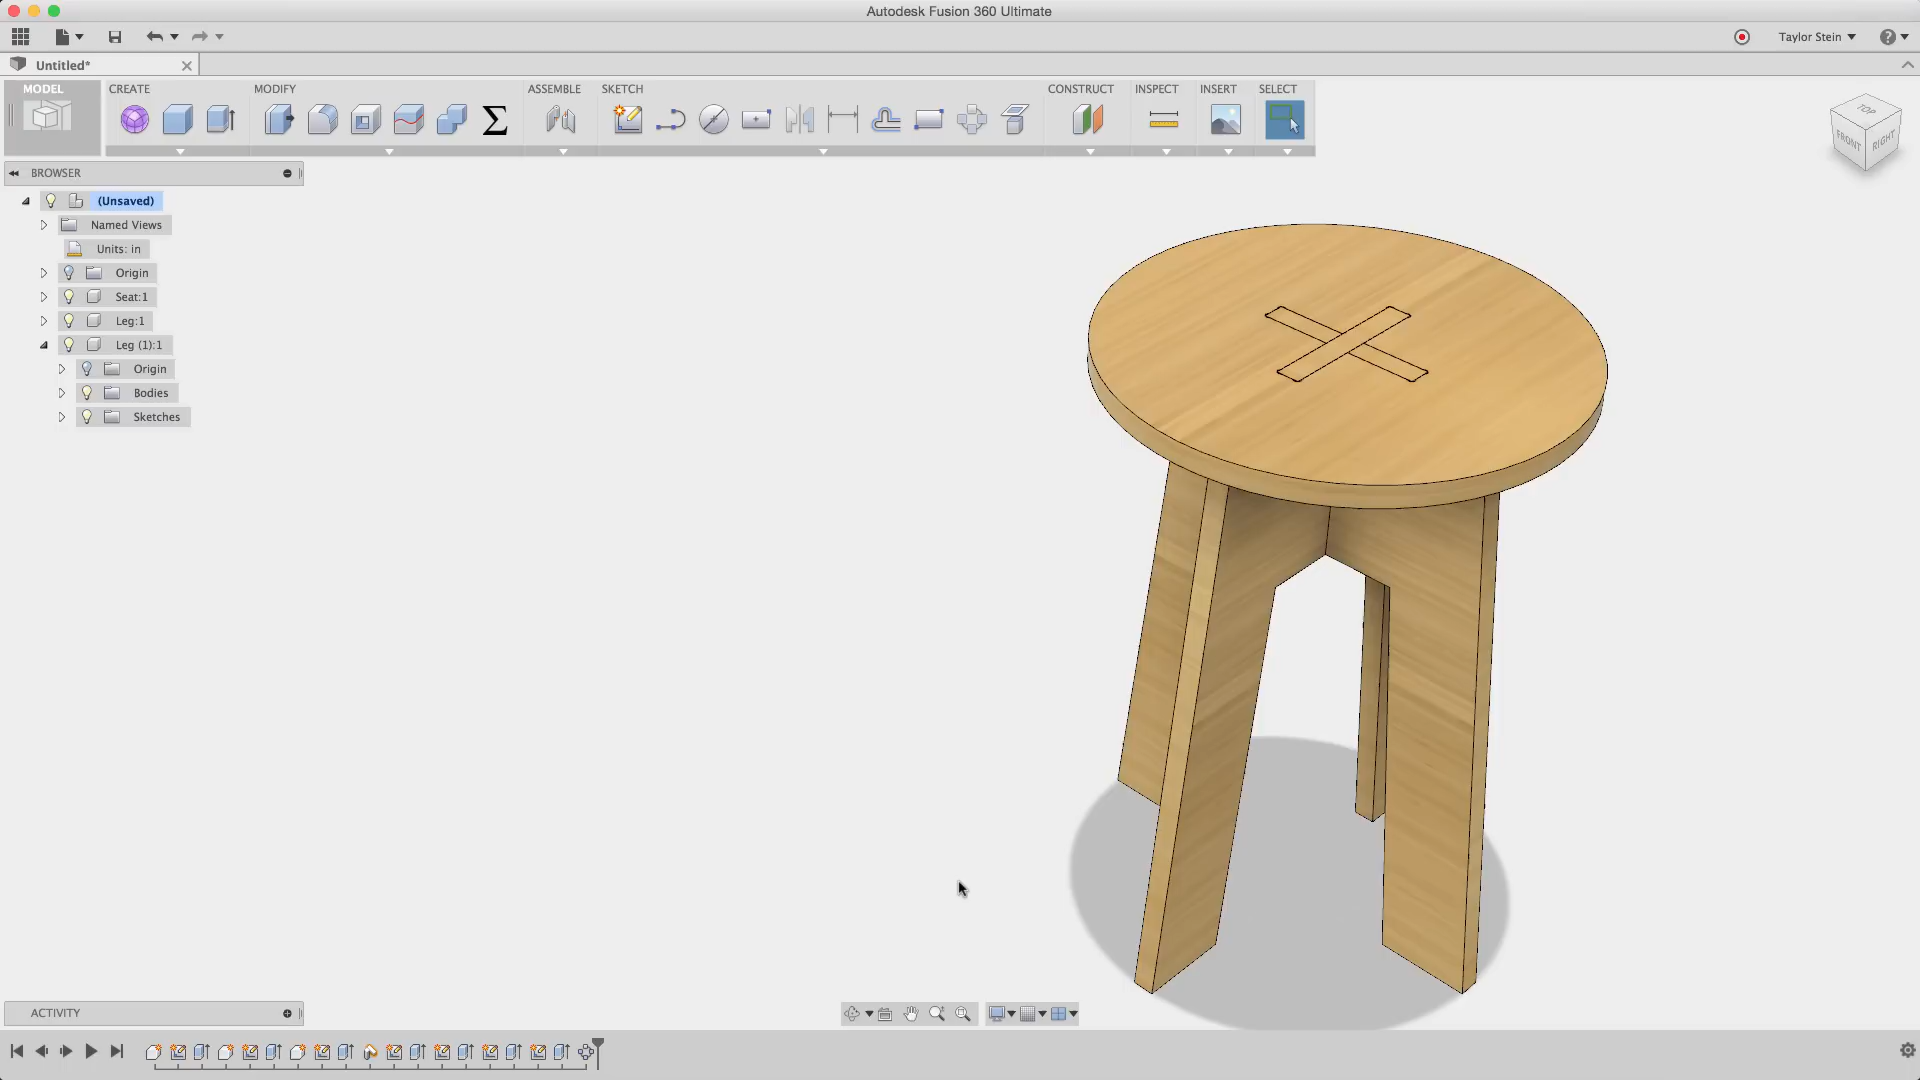 Autodesk Fusion 360 Ultimate
Taylor Stein
Untitled*
MODEL
CREATE
MODIFY
ASSEMBLE
SKETCH
CONSTRUCT
INSPECT
INSERT
SELECT
TOP
FRONT
RIGHT
BROWSER
(Unsaved)
Named Views
Units: in
Origin
Seat:1
Leg:1
Leg (1):1
Origin
Bodies
Sketches
ACTIVITY